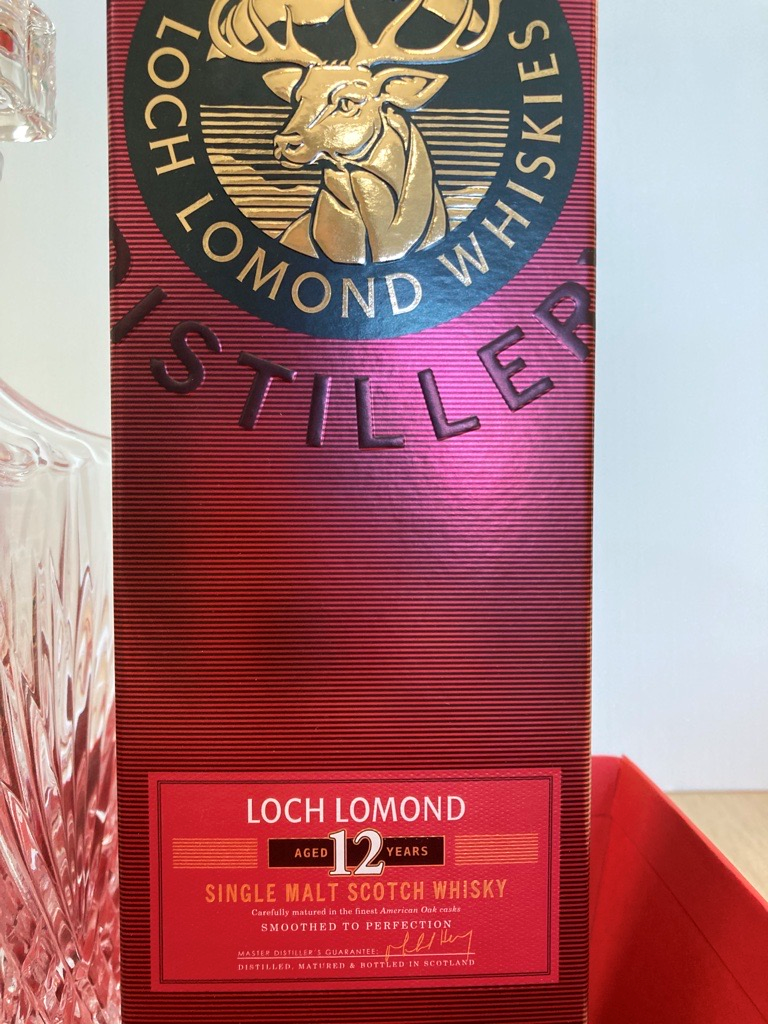 LOCH LOMOND WHISKIES
DISTILLERY
LOCH LOMOND
AGED 12 YEARS
SINGLE MALT SCOTCH WHISKY
Carefully matured in the finest American Oak casks
SMOOTHED TO PERFECTION
MASTER DISTILLER'S GUARANTEE:
DISTILLED, MATURED & BOTTLED IN SCOTLAND